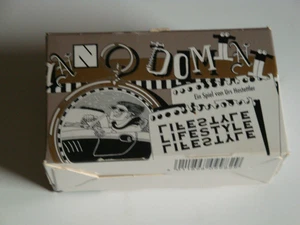 ANNO DOMINI
Ein Spiel von Urs Hostettler
LIFESTYLE
LIFESTYLE
LIFESTYLE